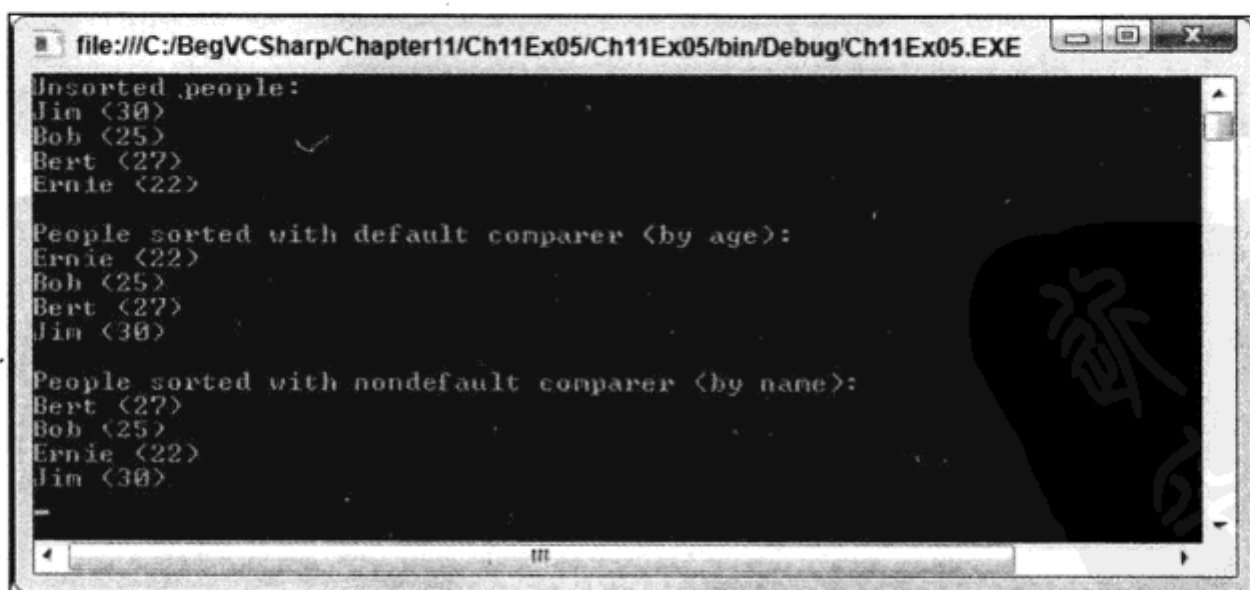 file:///C:/BegVCSharp/Chapter11/Ch11Ex05/Ch11Ex05/bin/Debug/Ch11Ex05.EXE
Unsorted people:
Jim (30)
Bob (25)
Bert (27)
Ernie (22)
People sorted with default comparer (by age):
Ernie (22)
Bob (25)
Bert (27)
Jim (30)
People sorted with nondefault comparer (by name):
Bert (27)
Bob (25)
Ernie (22)
Jim (30)